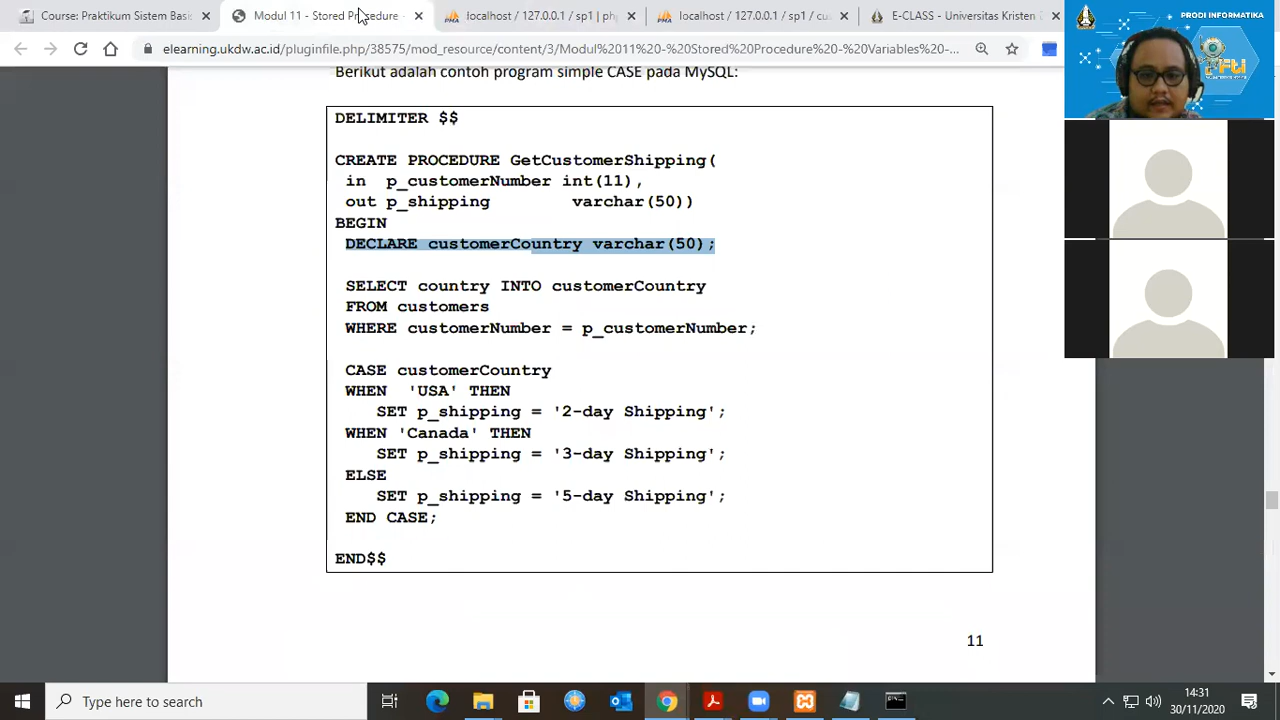 Course: Praktikum Sistem Basi
Modul 11 - Stored Procedure -
localhost / 127.0.0.1 / sp1 | ph
localhost / 127.0.0.1 / sp1 / cu
E-CLASS - Universitas Kristen
PRODI INFORMATIKA
elearning.ukdw.ac.id/pluginfile.php/38575/mod_resource/content/3/Modul%2011%20-%20Stored%20Procedure%20-%20Variables%20-...
Berikut adalah contoh program simple CASE pada MySQL:
DELIMITER $$
CREATE PROCEDURE GetCustomerShipping(
in p_customerNumber int(11),
out p_shipping varchar(50))
BEGIN
DECLARE customerCountry varchar(50);
SELECT country INTO customerCountry
FROM customers
WHERE customerNumber = p_customerNumber;
CASE customerCountry
WHEN 'USA' THEN
SET p_shipping = '2-day Shipping';
WHEN 'Canada' THEN
SET p_shipping = '3-day Shipping';
ELSE
SET p_shipping = '5-day Shipping';
END CASE;
END$$
11
Type here to search
14:31
30/11/2020